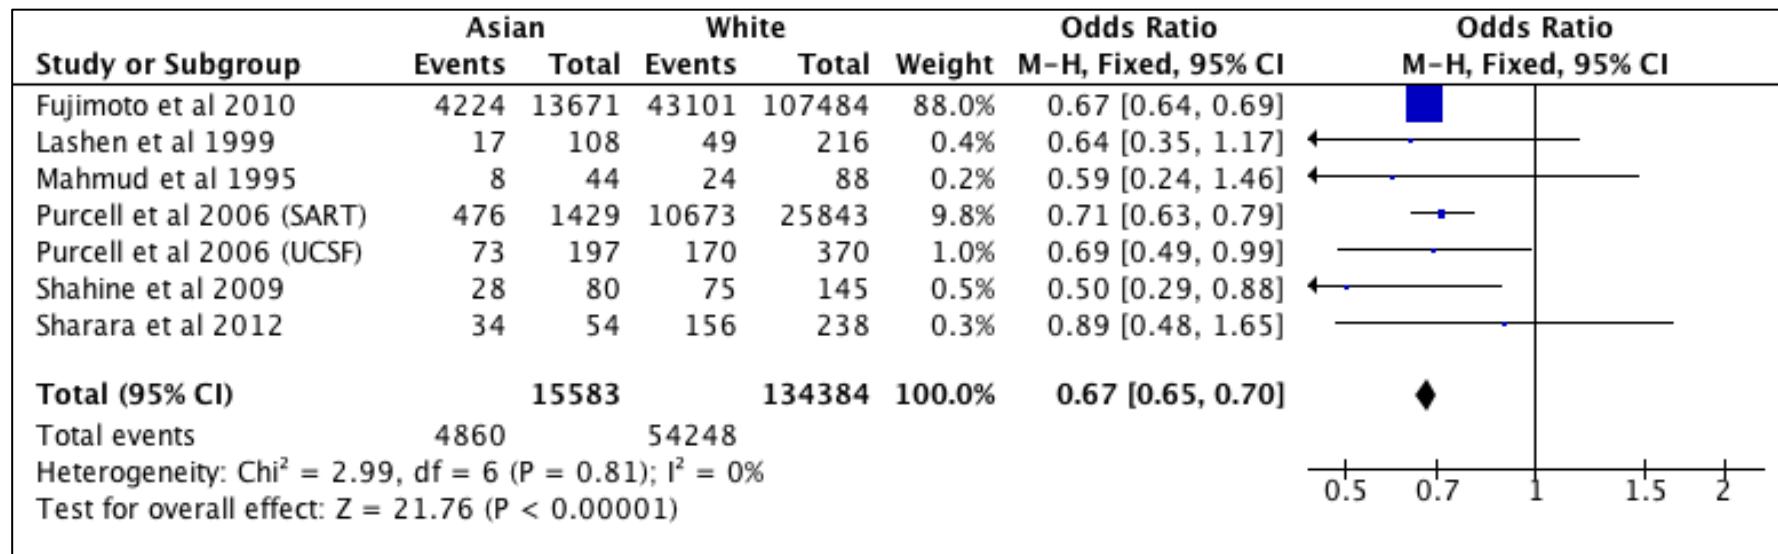 Asian White Odds Ratio Odds Ratio
Study or Subgroup Events Total Events Total Weight M-H, Fixed, 95% CI M-H, Fixed, 95% CI
Fujimoto et al 2010 4224 13671 43101 107484 88.0% 0.67 [0.64, 0.69]
Lashen et al 1999 17 108 49 216 0.4% 0.64 [0.35, 1.17]
Mahmud et al 1995 8 44 24 88 0.2% 0.59 [0.24, 1.46]
Purcell et al 2006 (SART) 476 1429 10673 25843 9.8% 0.71 [0.63, 0.79]
Purcell et al 2006 (UCSF) 73 197 170 370 1.0% 0.69 [0.49, 0.99]
Shahine et al 2009 28 80 75 145 0.5% 0.50 [0.29, 0.88]
Sharara et al 2012 34 54 156 238 0.3% 0.89 [0.48, 1.65]
Total (95% CI) 15583 134384 100.0% 0.67 [0.65, 0.70]
Total events 4860 54248
Heterogeneity: Chi² = 2.99, df = 6 (P = 0.81); I² = 0%
Test for overall effect: Z = 21.76 (P < 0.00001)
0.5 0.7 1 1.5 2